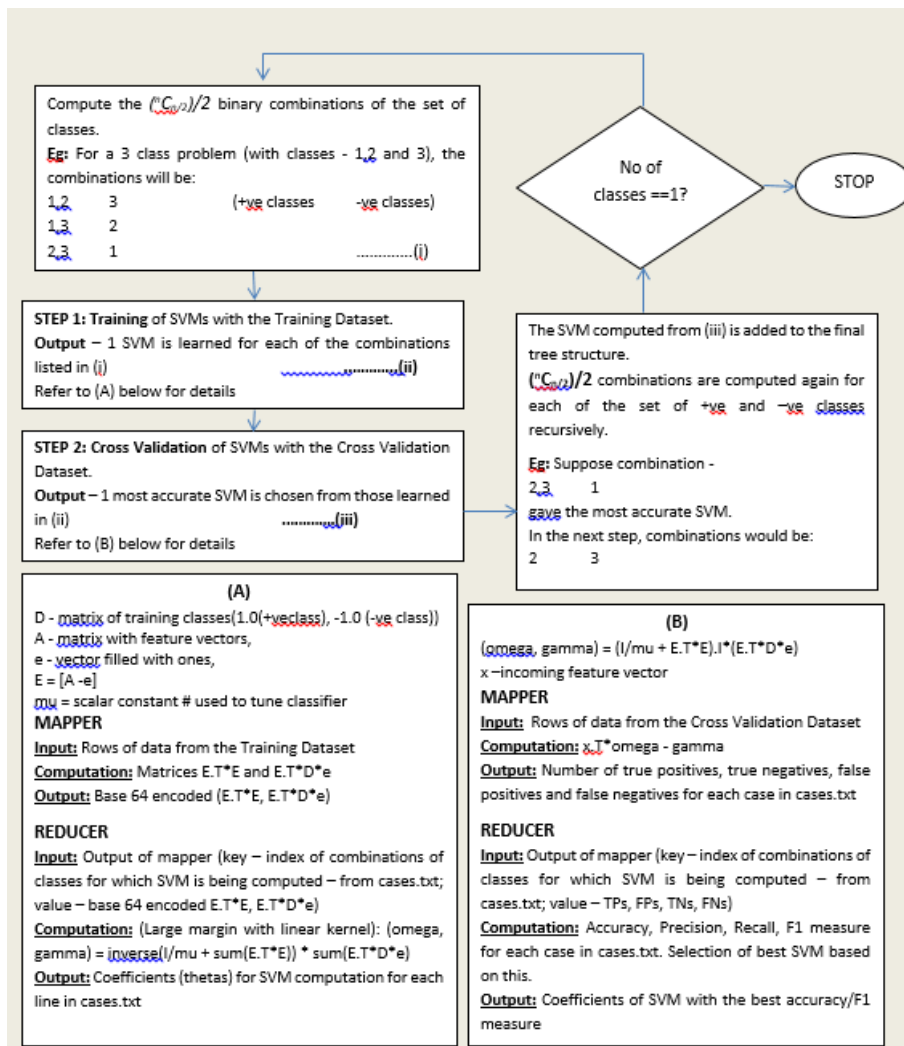 Compute the (ⁿCₙ/₂)/2 binary combinations of the set of
classes.
Eg: For a 3 class problem (with classes - 1,2 and 3), the
combinations will be:
1,2 3 (+ve classes -ve classes)
1,3 2
2,3 1 .............(i)
No of
classes ==1?
STOP
STEP 1: Training of SVMs with the Training Dataset.
Output – 1 SVM is learned for each of the combinations
listed in (i) .............(ii)
Refer to (A) below for details
STEP 2: Cross Validation of SVMs with the Cross Validation
Dataset.
Output – 1 most accurate SVM is chosen from those learned
in (ii) .............(iii)
Refer to (B) below for details
The SVM computed from (iii) is added to the final
tree structure.
(ⁿCₙ/₂)/2 combinations are computed again for
each of the set of +ve and –ve classes
recursively.
Eg: Suppose combination -
2,3 1
gave the most accurate SVM.
In the next step, combinations would be:
2 3
(A)
D - matrix of training classes(1.0(+veclass), -1.0 (-ve class))
A - matrix with feature vectors,
e - vector filled with ones,
E = [A -e]
mu = scalar constant # used to tune classifier
MAPPER
Input: Rows of data from the Training Dataset
Computation: Matrices E.T*E and E.T*D*e
Output: Base 64 encoded (E.T*E, E.T*D*e)
REDUCER
Input: Output of mapper (key – index of combinations of
classes for which SVM is being computed – from cases.txt;
value – base 64 encoded E.T*E, E.T*D*e)
Computation: (Large margin with linear kernel): (omega,
gamma) = inverse(I/mu + sum(E.T*E)) * sum(E.T*D*e)
Output: Coefficients (thetas) for SVM computation for each
line in cases.txt
(B)
(omega, gamma) = (I/mu + E.T*E).I*(E.T*D*e)
x –incoming feature vector
MAPPER
Input: Rows of data from the Cross Validation Dataset
Computation: x.T*omega - gamma
Output: Number of true positives, true negatives, false
positives and false negatives for each case in cases.txt
REDUCER
Input: Output of mapper (key – index of combinations of
classes for which SVM is being computed – from
cases.txt; value – TPs, FPs, TNs, FNs)
Computation: Accuracy, Precision, Recall, F1 measure
for each case in cases.txt. Selection of best SVM based
on this.
Output: Coefficients of SVM with the best accuracy/F1
measure